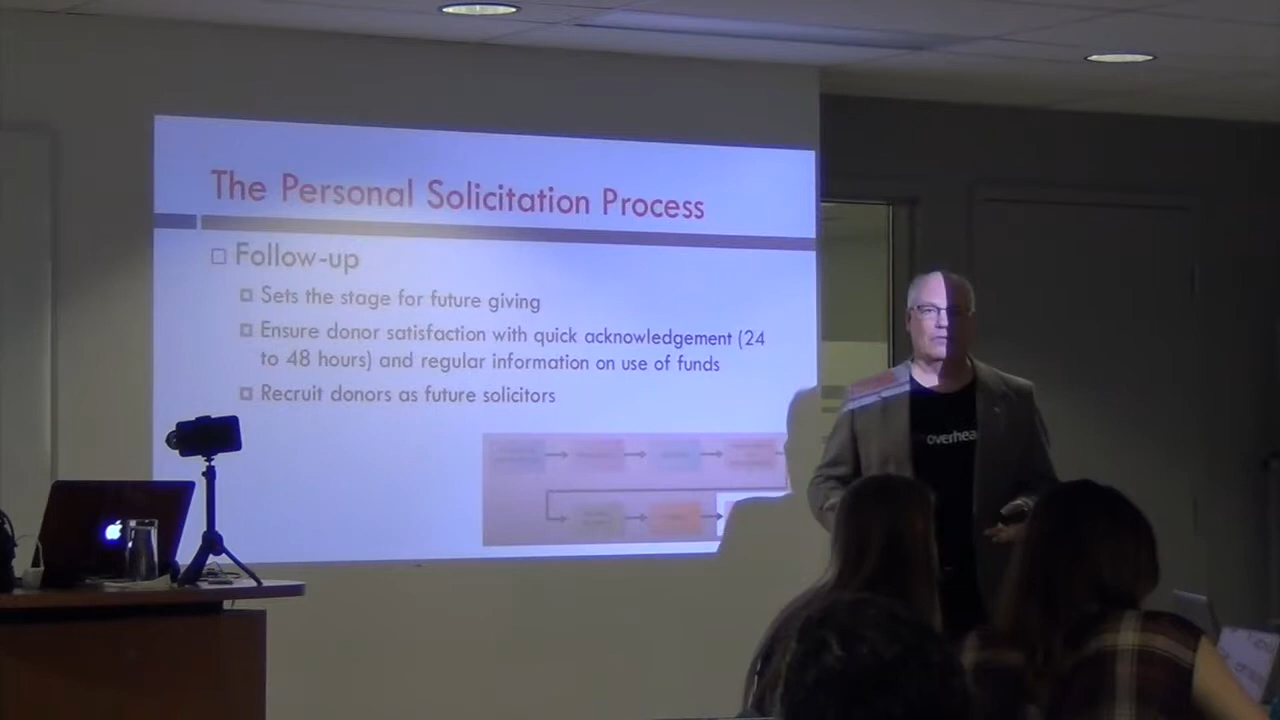 The Personal Solicitation Process
Follow-up
Sets the stage for future giving
Ensure donor satisfaction with quick acknowledgement (24
to 48 hours) and regular information on use of funds
Recruit donors as future solicitors
overhea